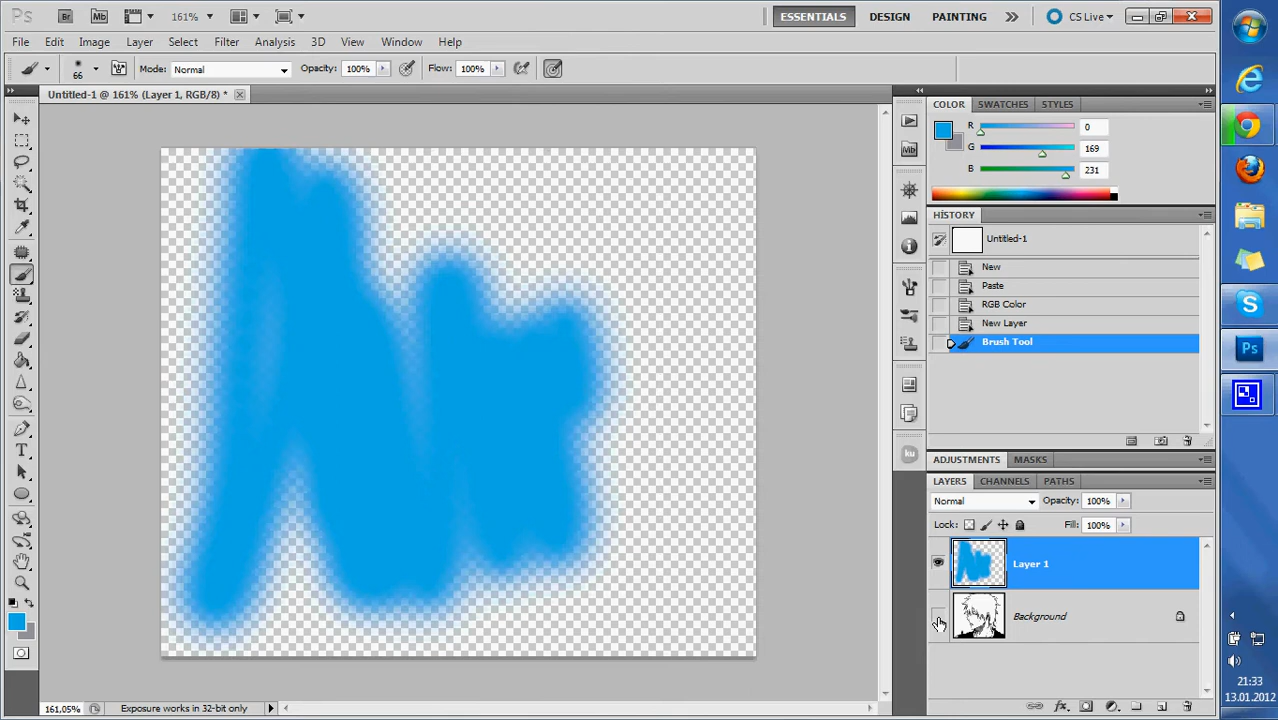 Ps Br Mb 161% ESSENTIALS DESIGN PAINTING CS Live
File Edit Image Layer Select Filter Analysis 3D View Window Help
66 Mode: Normal Opacity: 100% Flow: 100%
Untitled-1 @ 161% (Layer 1, RGB/8) *
COLOR SWATCHES STYLES
R 0
G 169
B 231
Mb
HISTORY
Untitled-1
New
Paste
RGB Color
New Layer
Brush Tool
ku
ADJUSTMENTS MASKS
LAYERS CHANNELS PATHS
Normal Opacity: 100%
Lock: Fill: 100%
Layer 1
Background
T
161,05% Exposure works in 32-bit only
fx
Ps
21:33
13.01.2012